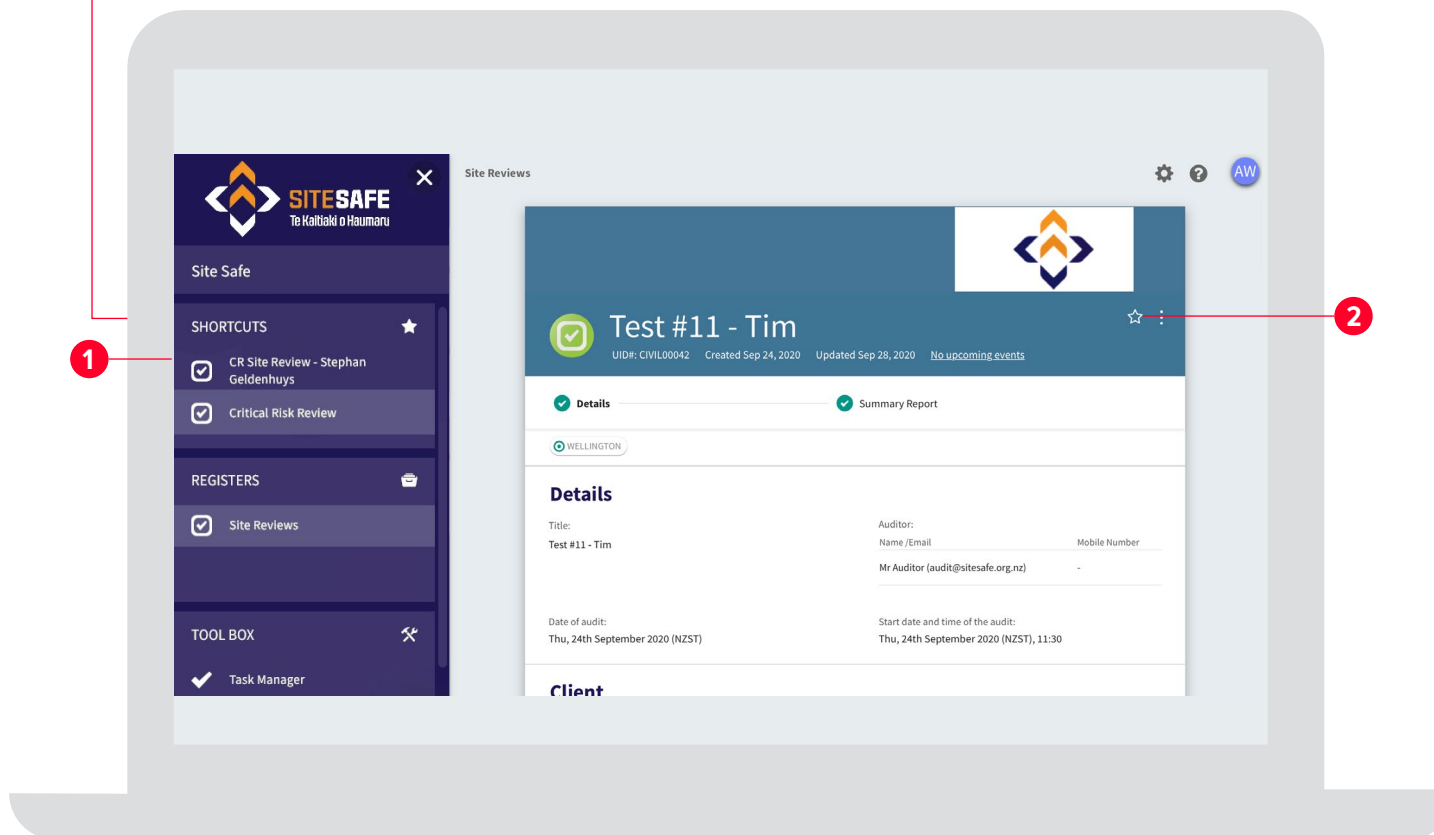 SITESAFE
Te Kaitiaki o Haumaru
Site Reviews
AW
Site Safe
SHORTCUTS
1
CR Site Review - Stephan
Geldenhuys
Critical Risk Review
REGISTERS
Site Reviews
TOOL BOX
Task Manager
Test #11 - Tim
2
UID#: CIVIL00042 Created Sep 24, 2020 Updated Sep 28, 2020 No upcoming events
Details Summary Report
WELLINGTON
Details
Title:
Test #11 - Tim
Auditor:
Name /Email Mobile Number
Mr Auditor (audit@sitesafe.org.nz) -
Date of audit:
Thu, 24th September 2020 (NZST)
Start date and time of the audit:
Thu, 24th September 2020 (NZST), 11:30
Client